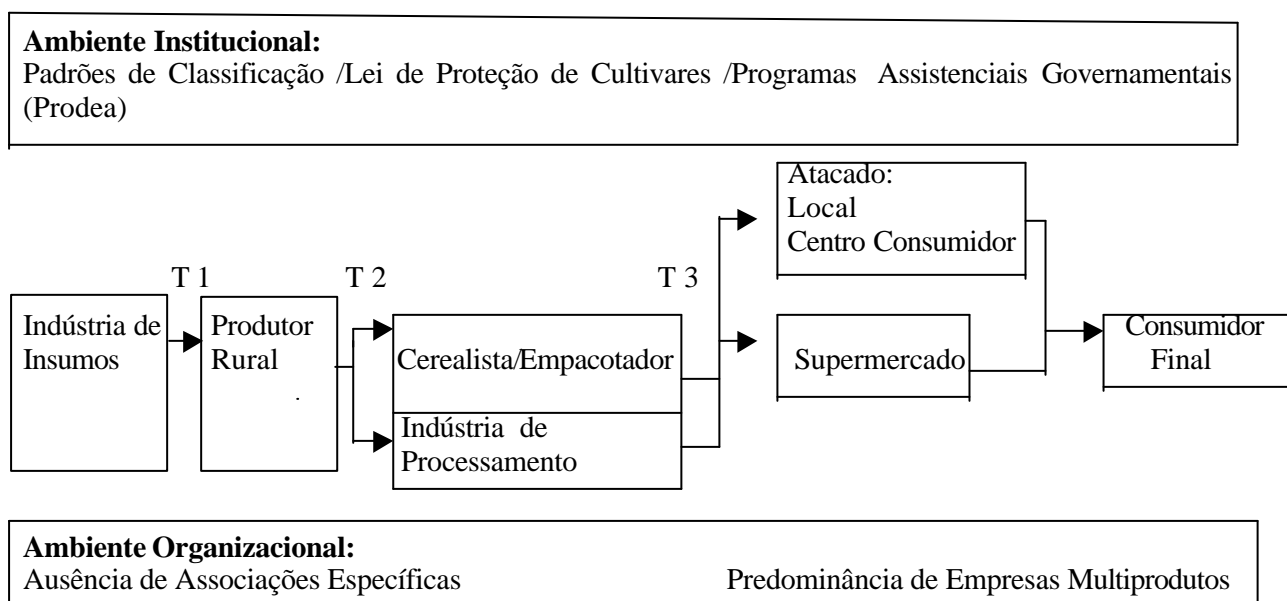 Ambiente Institucional:
Padrões de Classificação /Lei de Proteção de Cultivares /Programas Assistenciais Governamentais
(Prodea)
Atacado:
Local
Centro Consumidor
T 1
T 2
T 3
Indústria de
Insumos
Produtor
Rural
Cerealista/Empacotador
Indústria de
Processamento
Supermercado
Consumidor
Final
Ambiente Organizacional:
Ausência de Associações Específicas Predominância de Empresas Multiprodutos